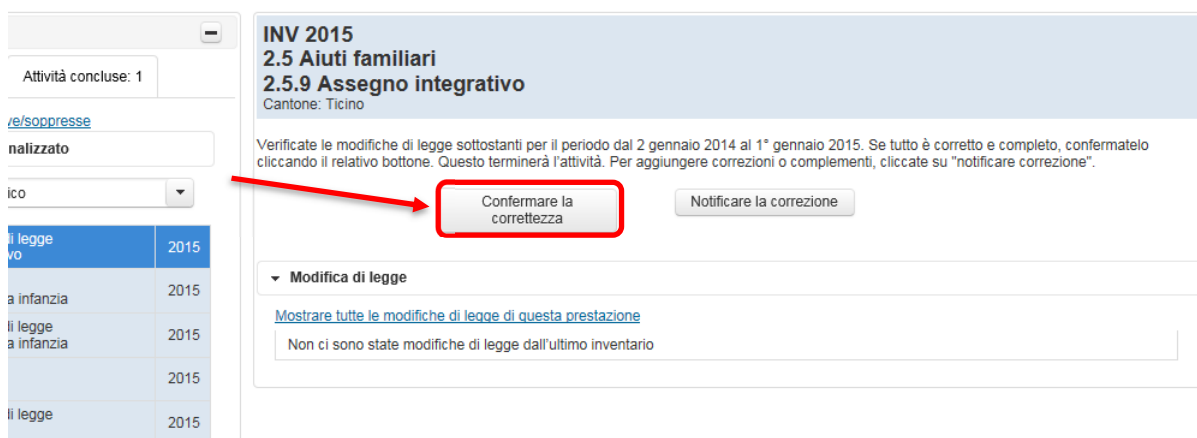 Attività concluse: 1
ve/soppresse
nalizzato
ico
di legge
vo
2015
a infanzia
2015
di legge
a infanzia
2015
2015
di legge
2015
INV 2015
2.5 Aiuti familiari
2.5.9 Assegno integrativo
Cantone: Ticino
Verificate le modifiche di legge sottostanti per il periodo dal 2 gennaio 2014 al 1° gennaio 2015. Se tutto è corretto e completo, confermatelo
cliccando il relativo bottone. Questo terminerà l'attività. Per aggiungere correzioni o complementi, cliccate su "notificare correzione".
Confermare la
correttezza
Notificare la correzione
Modifica di legge
Mostrare tutte le modifiche di legge di questa prestazione
Non ci sono state modifiche di legge dall'ultimo inventario